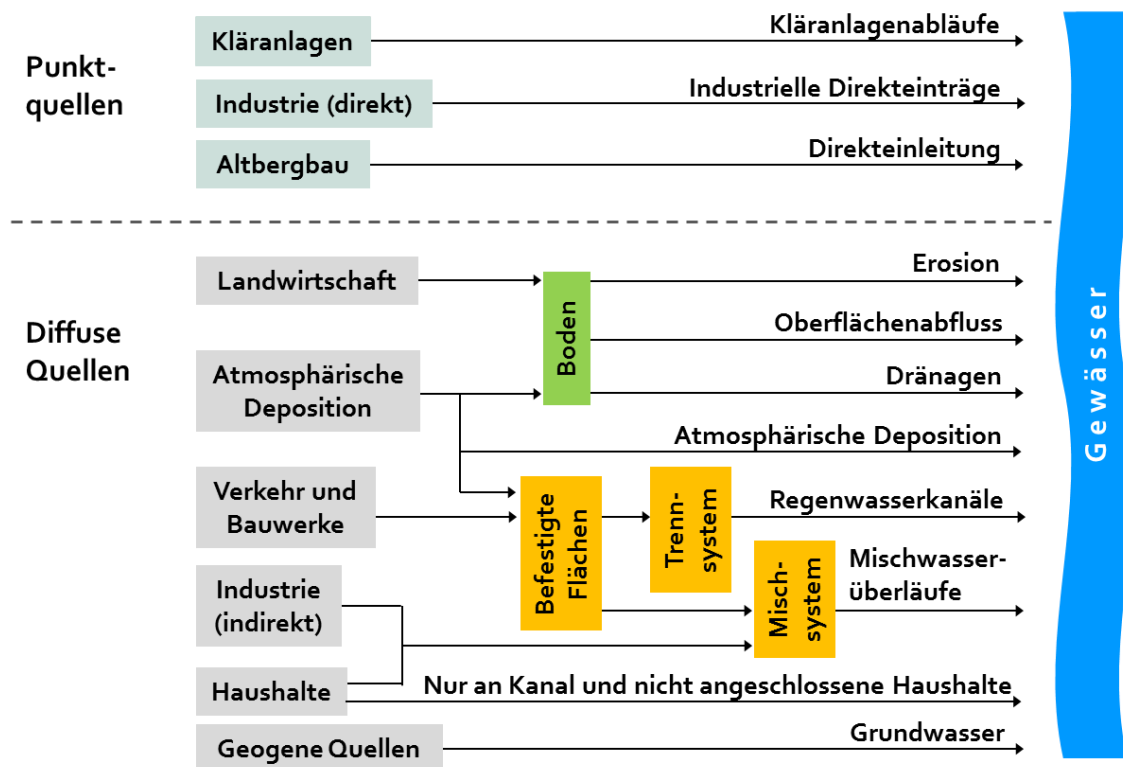 Punkt-
quellen
Kläranlagen
Kläranlagenabläufe
Industrie (direkt)
Industrielle Direkteinträge
Altbergbau
Direkteinleitung
Diffuse
Quellen
Landwirtschaft
Boden
Erosion
Oberflächenabfluss
Atmosphärische
Deposition
Dränagen
Atmosphärische Deposition
Verkehr und
Bauwerke
Befestigte
Flächen
Trenn-
system
Regenwasserkanäle
Industrie
(indirekt)
Misch-
system
Mischwasser-
überläufe
Haushalte
Nur an Kanal und nicht angeschlossene Haushalte
Geogene Quellen
Grundwasser
Gewässer